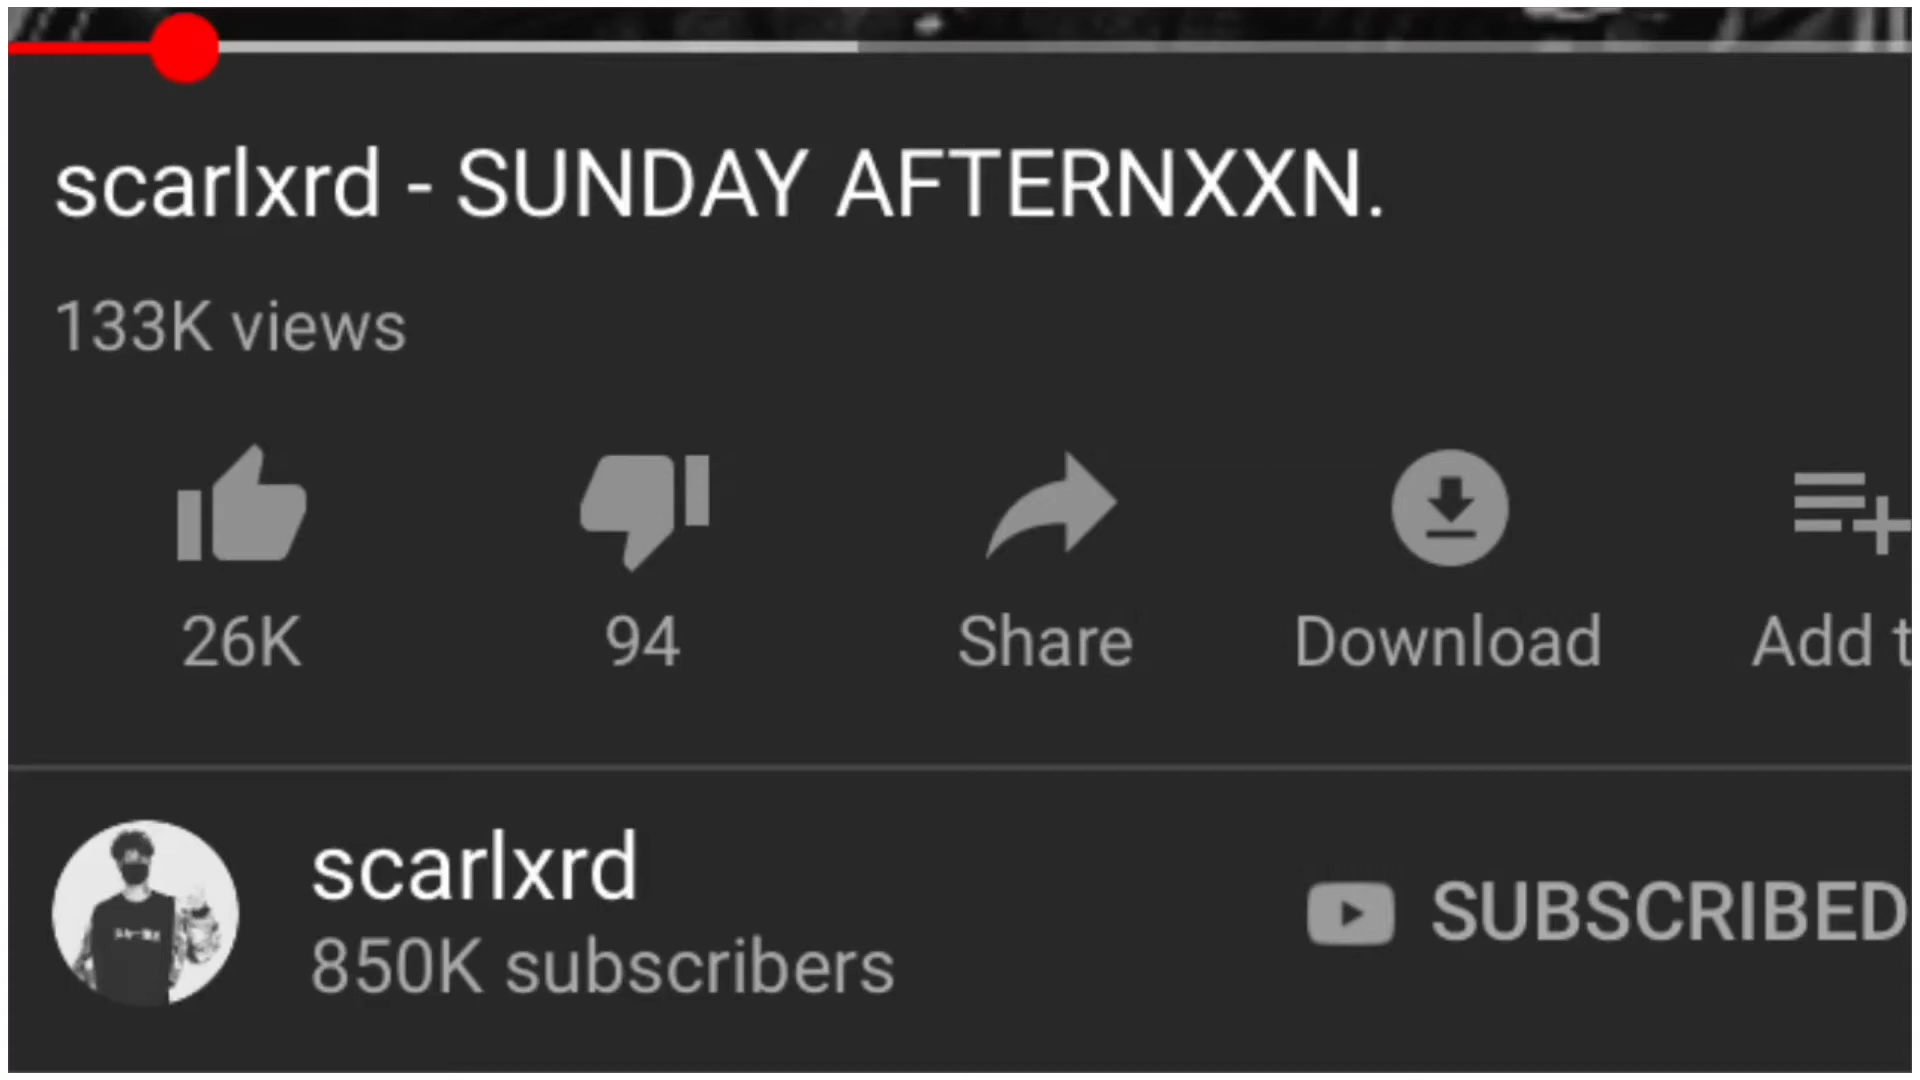 scarlxrd - SUNDAY AFTERNXXN.
133K views
26K 94 Share Download Add t
scarlxrd
SUBSCRIBED
850K subscribers